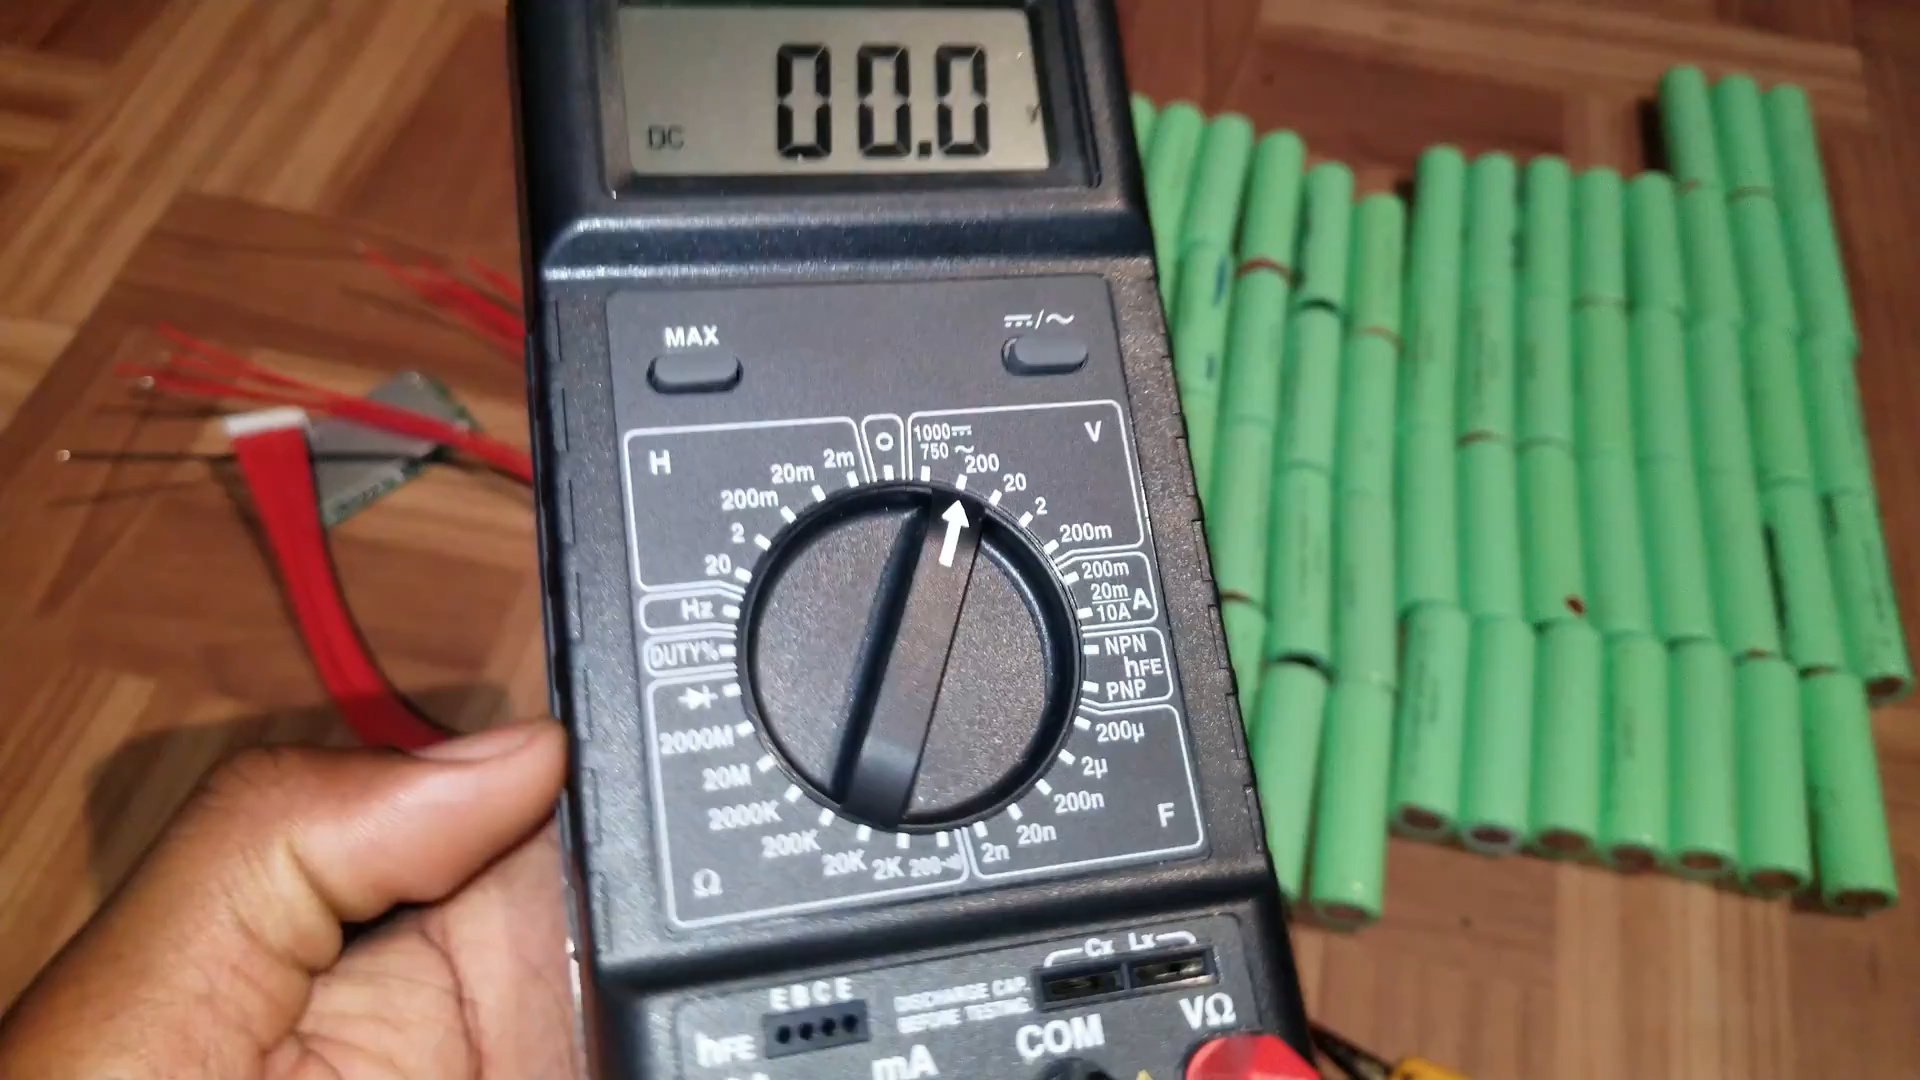 00.0
DC
MAX
⎓/~
H
2m
20m
200m
2
20
1000⎓
750 ~
V
200
20
2
200m
200m
20m
10A
A
Hz
DUTY%
NPN
hFE
PNP
2000M
20M
2000K
200K
20K
2K
200
Ω
200µ
2µ
200n
20n
2n
F
Cx Lx
E B C E
DISCHARGE CAP.
BEFORE TESTING.
hFE
mA
COM
VΩ